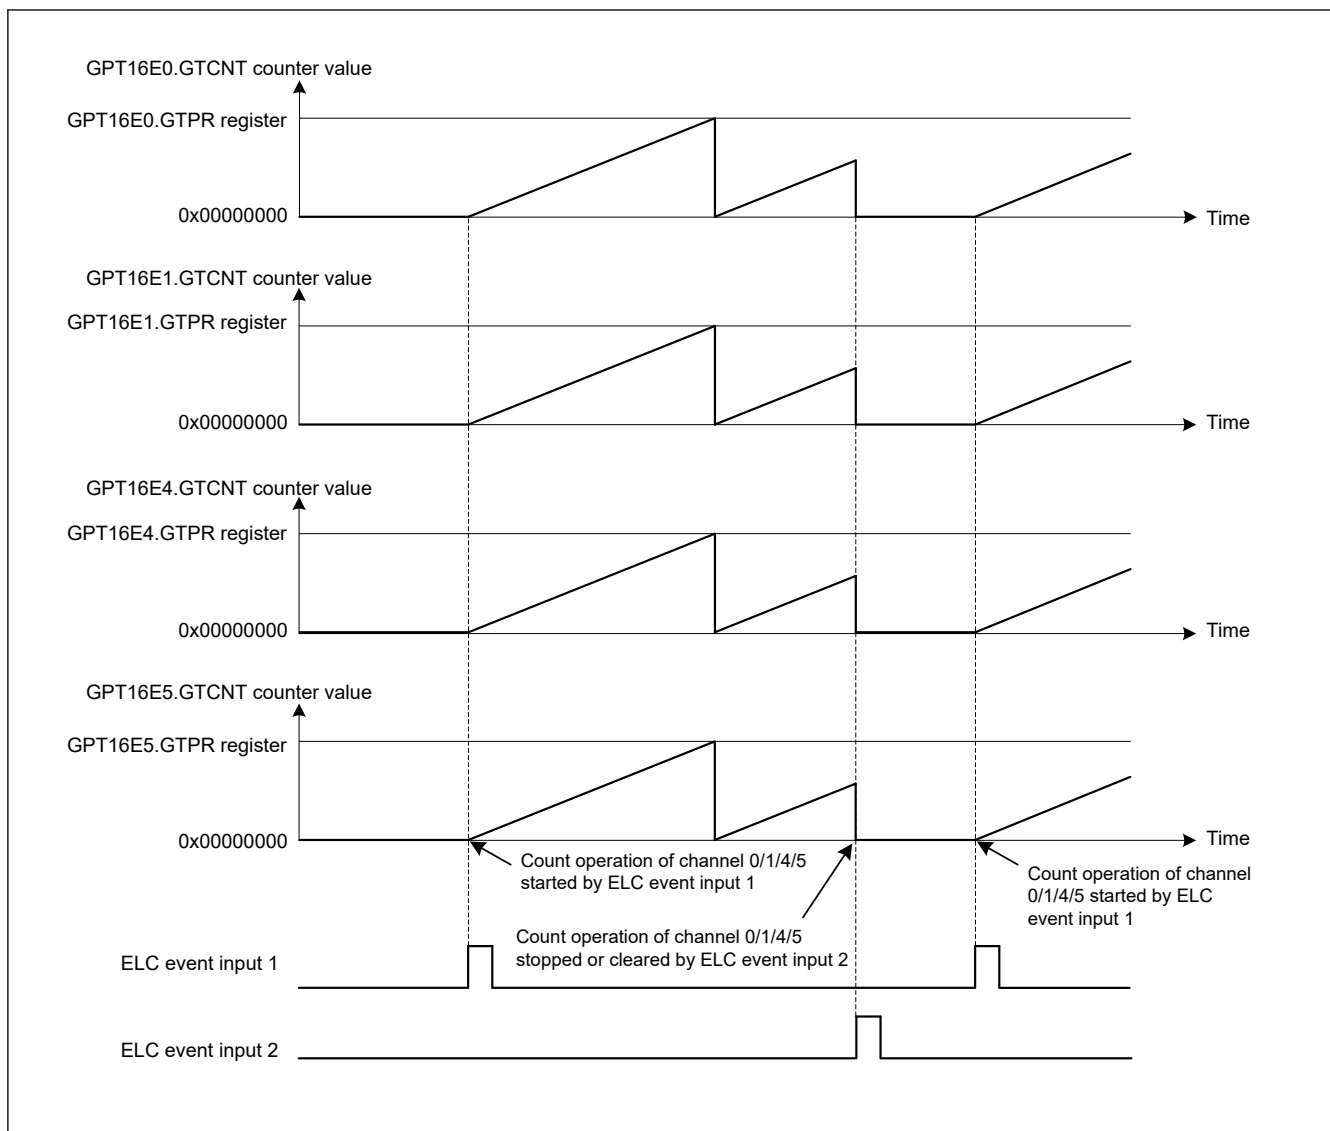 GPT16E0.GTCNT counter value
GPT16E0.GTPR register
0x00000000
Time
GPT16E1.GTCNT counter value
GPT16E1.GTPR register
0x00000000
Time
GPT16E4.GTCNT counter value
GPT16E4.GTPR register
0x00000000
Time
GPT16E5.GTCNT counter value
GPT16E5.GTPR register
0x00000000
Time
Count operation of channel 0/1/4/5
started by ELC event input 1
Count operation of channel
0/1/4/5 started by ELC
event input 1
Count operation of channel 0/1/4/5
stopped or cleared by ELC event input 2
ELC event input 1
ELC event input 2